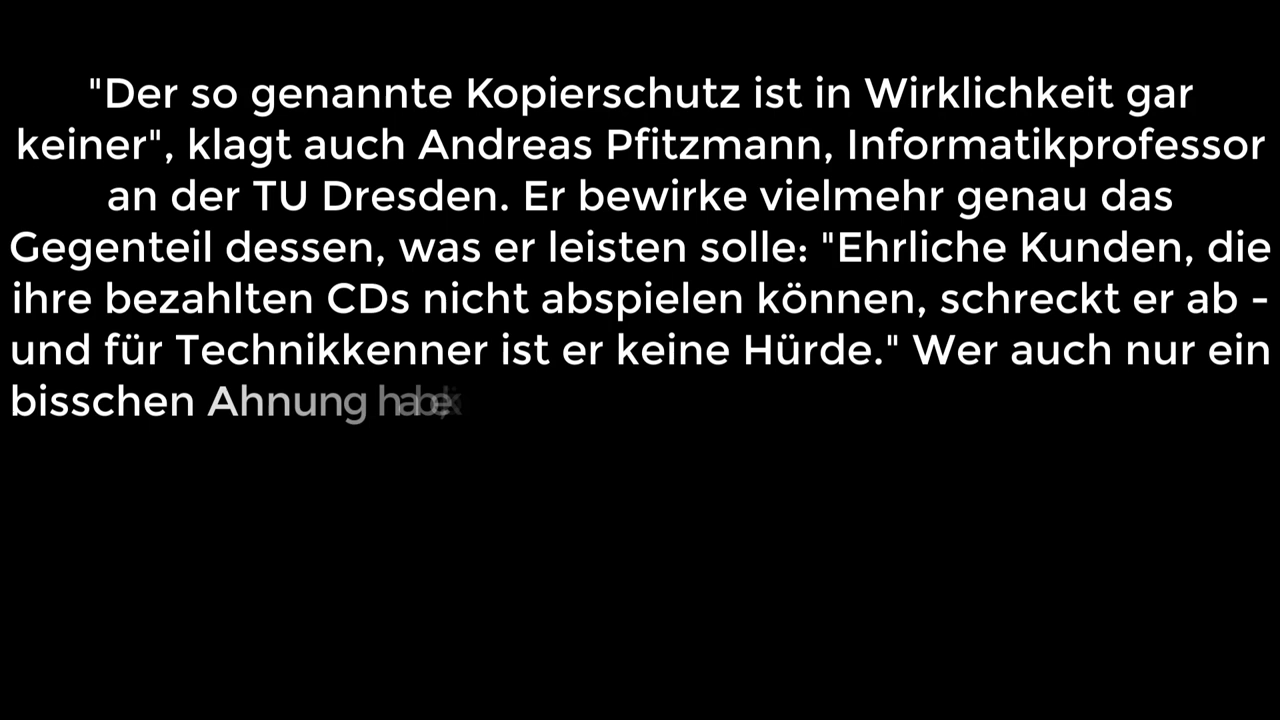 "Der so genannte Kopierschutz ist in Wirklichkeit gar
keiner", klagt auch Andreas Pfitzmann, Informatikprofessor
an der TU Dresden. Er bewirke vielmehr genau das
Gegenteil dessen, was er leisten solle: "Ehrliche Kunden, die
ihre bezahlten CDs nicht abspielen können, schreckt er ab -
und für Technikkenner ist er keine Hürde." Wer auch nur ein
bisschen Ahnung habe,